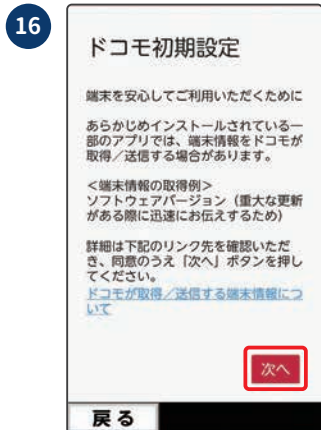 16
ドコモ初期設定
端末を安心してご利用いただくために
あらかじめインストールされている一
部のアプリでは、端末情報をドコモが
取得／送信する場合があります。
＜端末情報の取得例＞
ソフトウェアバージョン（重大な更新
がある際に迅速にお伝えするため）
詳細は下記のリンク先を確認いただ
き、同意のうえ「次へ」ボタンを押し
てください。
ドコモが取得／送信する端末情報につ
いて
次へ
戻る